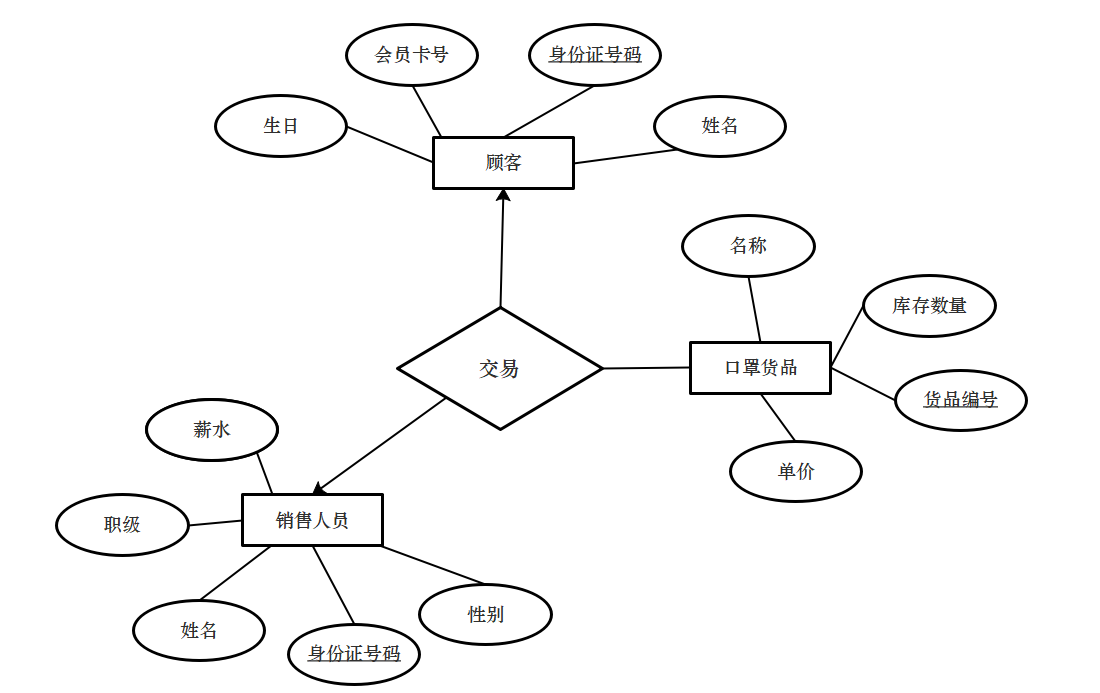 会员卡号
身份证号码
生日
姓名
顾客
名称
库存数量
交易
口罩货品
货品编号
薪水
单价
职级
销售人员
性别
姓名
身份证号码